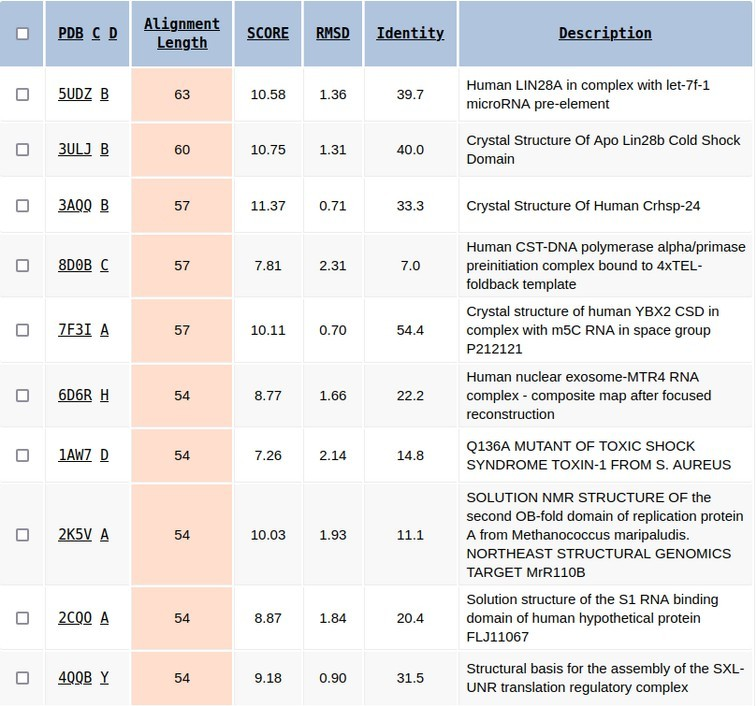 PDB C D Alignment Length SCORE RMSD Identity Description
5UDZ B 63 10.58 1.36 39.7 Human LIN28A in complex with let-7f-1
microRNA pre-element
3ULJ B 60 10.75 1.31 40.0 Crystal Structure Of Apo Lin28b Cold Shock
Domain
3AQQ B 57 11.37 0.71 33.3 Crystal Structure Of Human Crhsp-24
8D0B C 57 7.81 2.31 7.0 Human CST-DNA polymerase alpha/primase
preinitiation complex bound to 4xTEL-
foldback template
7F3I A 57 10.11 0.70 54.4 Crystal structure of human YBX2 CSD in
complex with m5C RNA in space group
P212121
6D6R H 54 8.77 1.66 22.2 Human nuclear exosome-MTR4 RNA
complex - composite map after focused
reconstruction
1AW7 D 54 7.26 2.14 14.8 Q136A MUTANT OF TOXIC SHOCK
SYNDROME TOXIN-1 FROM S. AUREUS
2K5V A 54 10.03 1.93 11.1 SOLUTION NMR STRUCTURE OF the
second OB-fold domain of replication protein
A from Methanococcus maripaludis.
NORTHEAST STRUCTURAL GENOMICS
TARGET MrR110B
2CQO A 54 8.87 1.84 20.4 Solution structure of the S1 RNA binding
domain of human hypothetical protein
FLJ11067
4QQB Y 54 9.18 0.90 31.5 Structural basis for the assembly of the SXL-
UNR translation regulatory complex